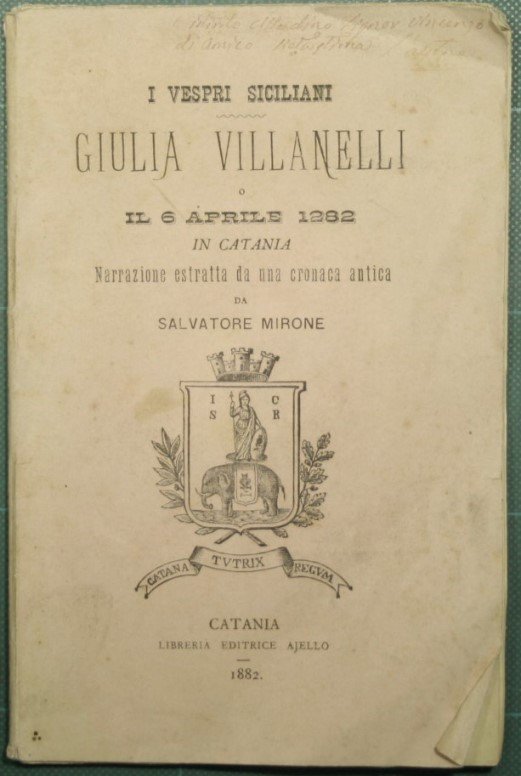 I VESPRI SICILIANI
GIULIA VILLANELLI
O
IL 6 APRILE 1282
IN CATANIA
Narrazione estratta da una cronaca antica
DA
SALVATORE MIRONE
I C
S R
CATANA TVTRIX REGVM
CATANIA
LIBRERIA EDITRICE AJELLO
1882.